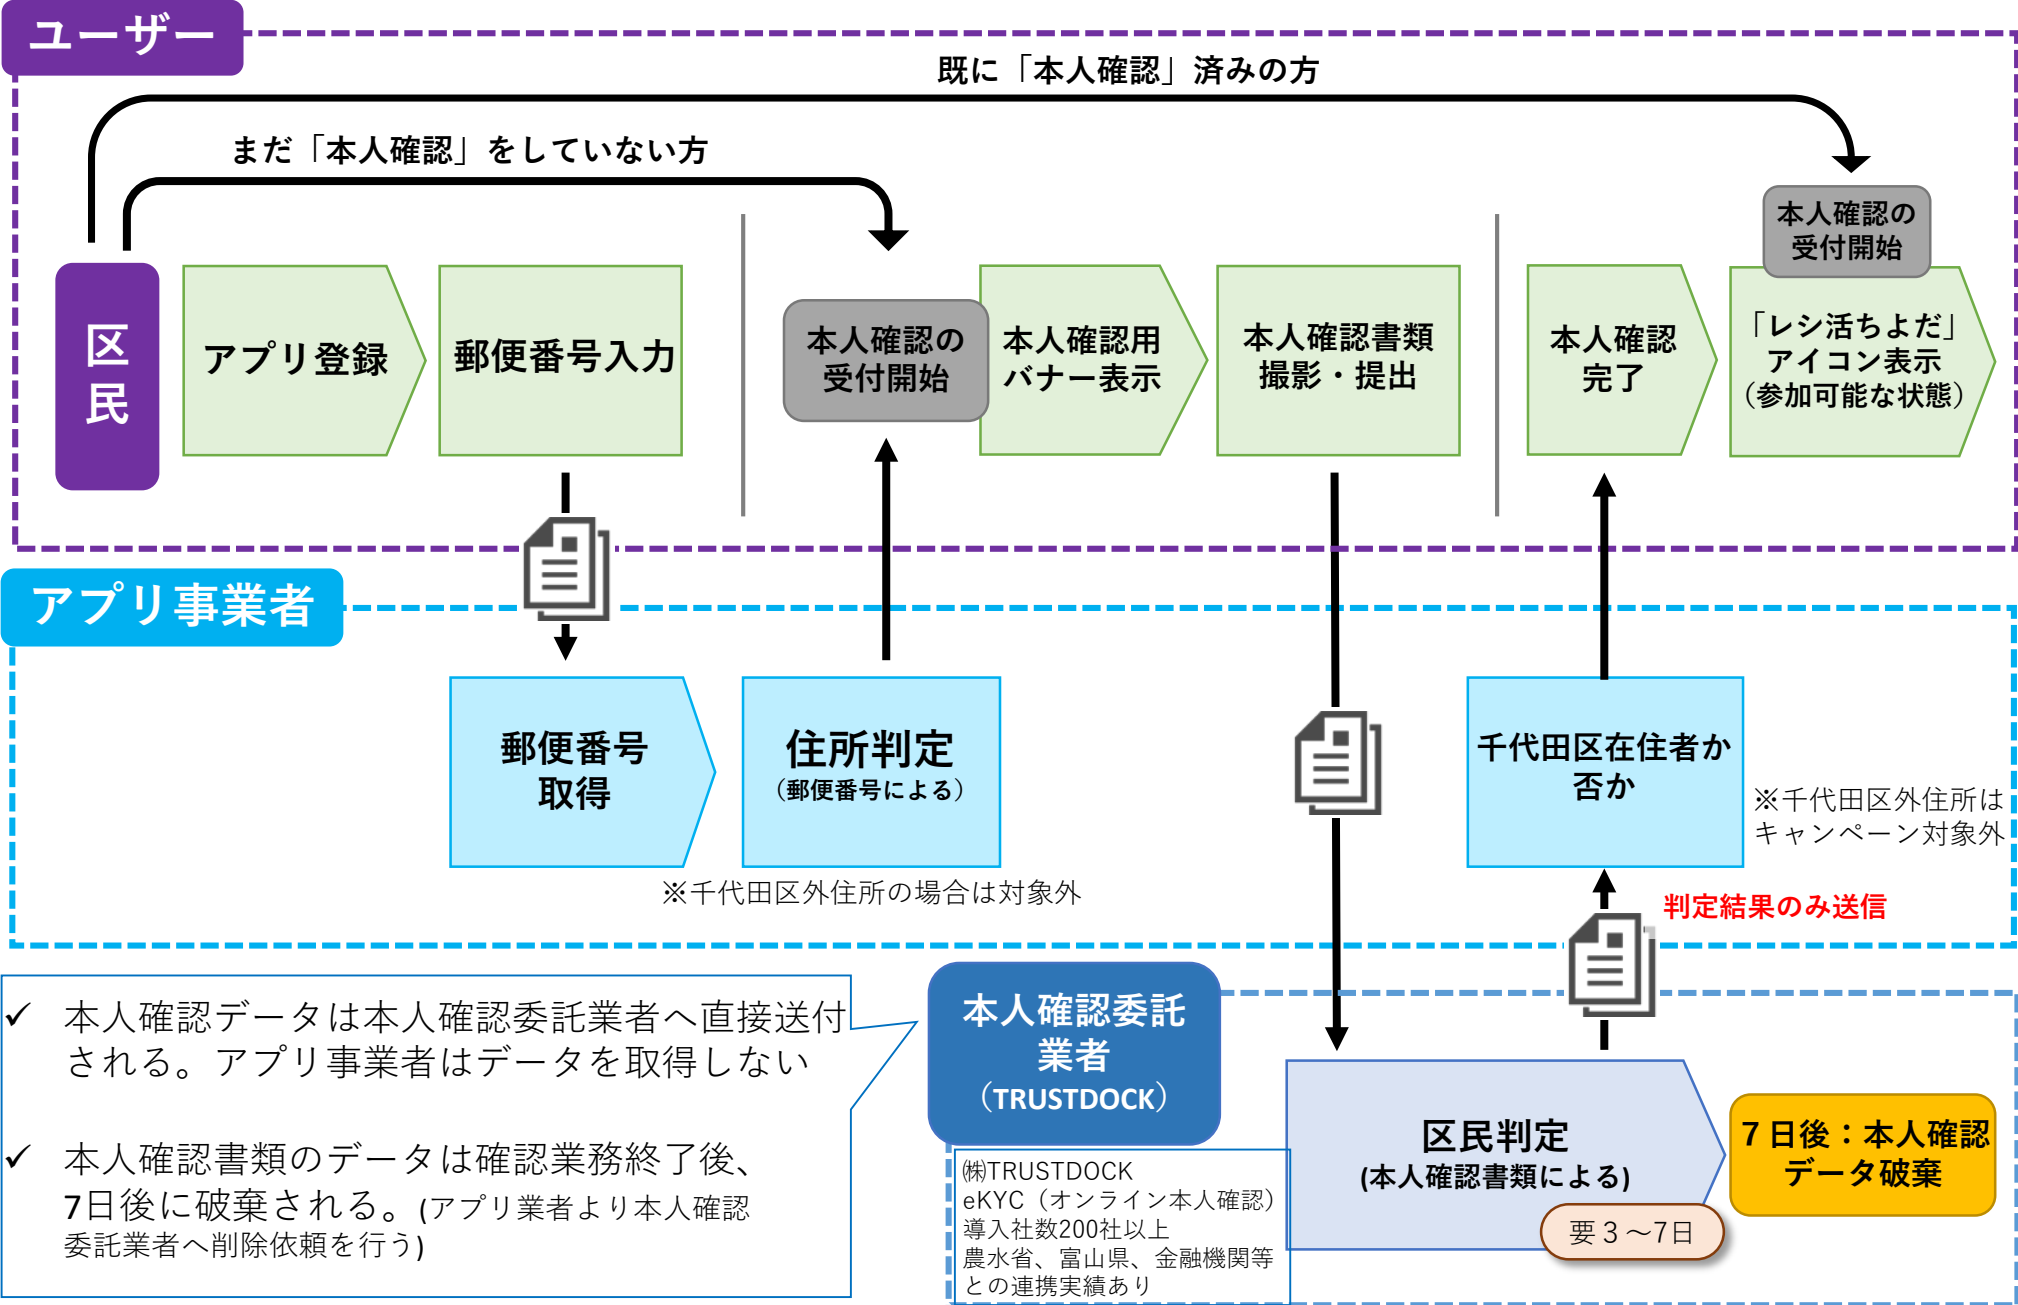 ユーザー
既に「本人確認」済みの方
まだ「本人確認」をしていない方
区
民
アプリ登録
郵便番号入力
本人確認の
受付開始
本人確認用
バナー表示
本人確認書類
撮影・提出
本人確認
完了
本人確認の
受付開始
「レシ活ちよだ」
アイコン表示
（参加可能な状態）
アプリ事業者
郵便番号
取得
住所判定
（郵便番号による）
※千代田区外住所の場合は対象外
千代田区在住者か
否か
※千代田区外住所は
キャンペーン対象外
判定結果のみ送信
✓ 本人確認データは本人確認委託業者へ直接送付
される。アプリ事業者はデータを取得しない
✓ 本人確認書類のデータは確認業務終了後、
7日後に破棄される。(アプリ業者より本人確認
委託業者へ削除依頼を行う)
本人確認委託
業者
（TRUSTDOCK）
㈱TRUSTDOCK
eKYC（オンライン本人確認）
導入社数200社以上
農水省、富山県、金融機関等
との連携実績あり
区民判定
(本人確認書類による)
要３～7日
７日後：本人確認
データ破棄